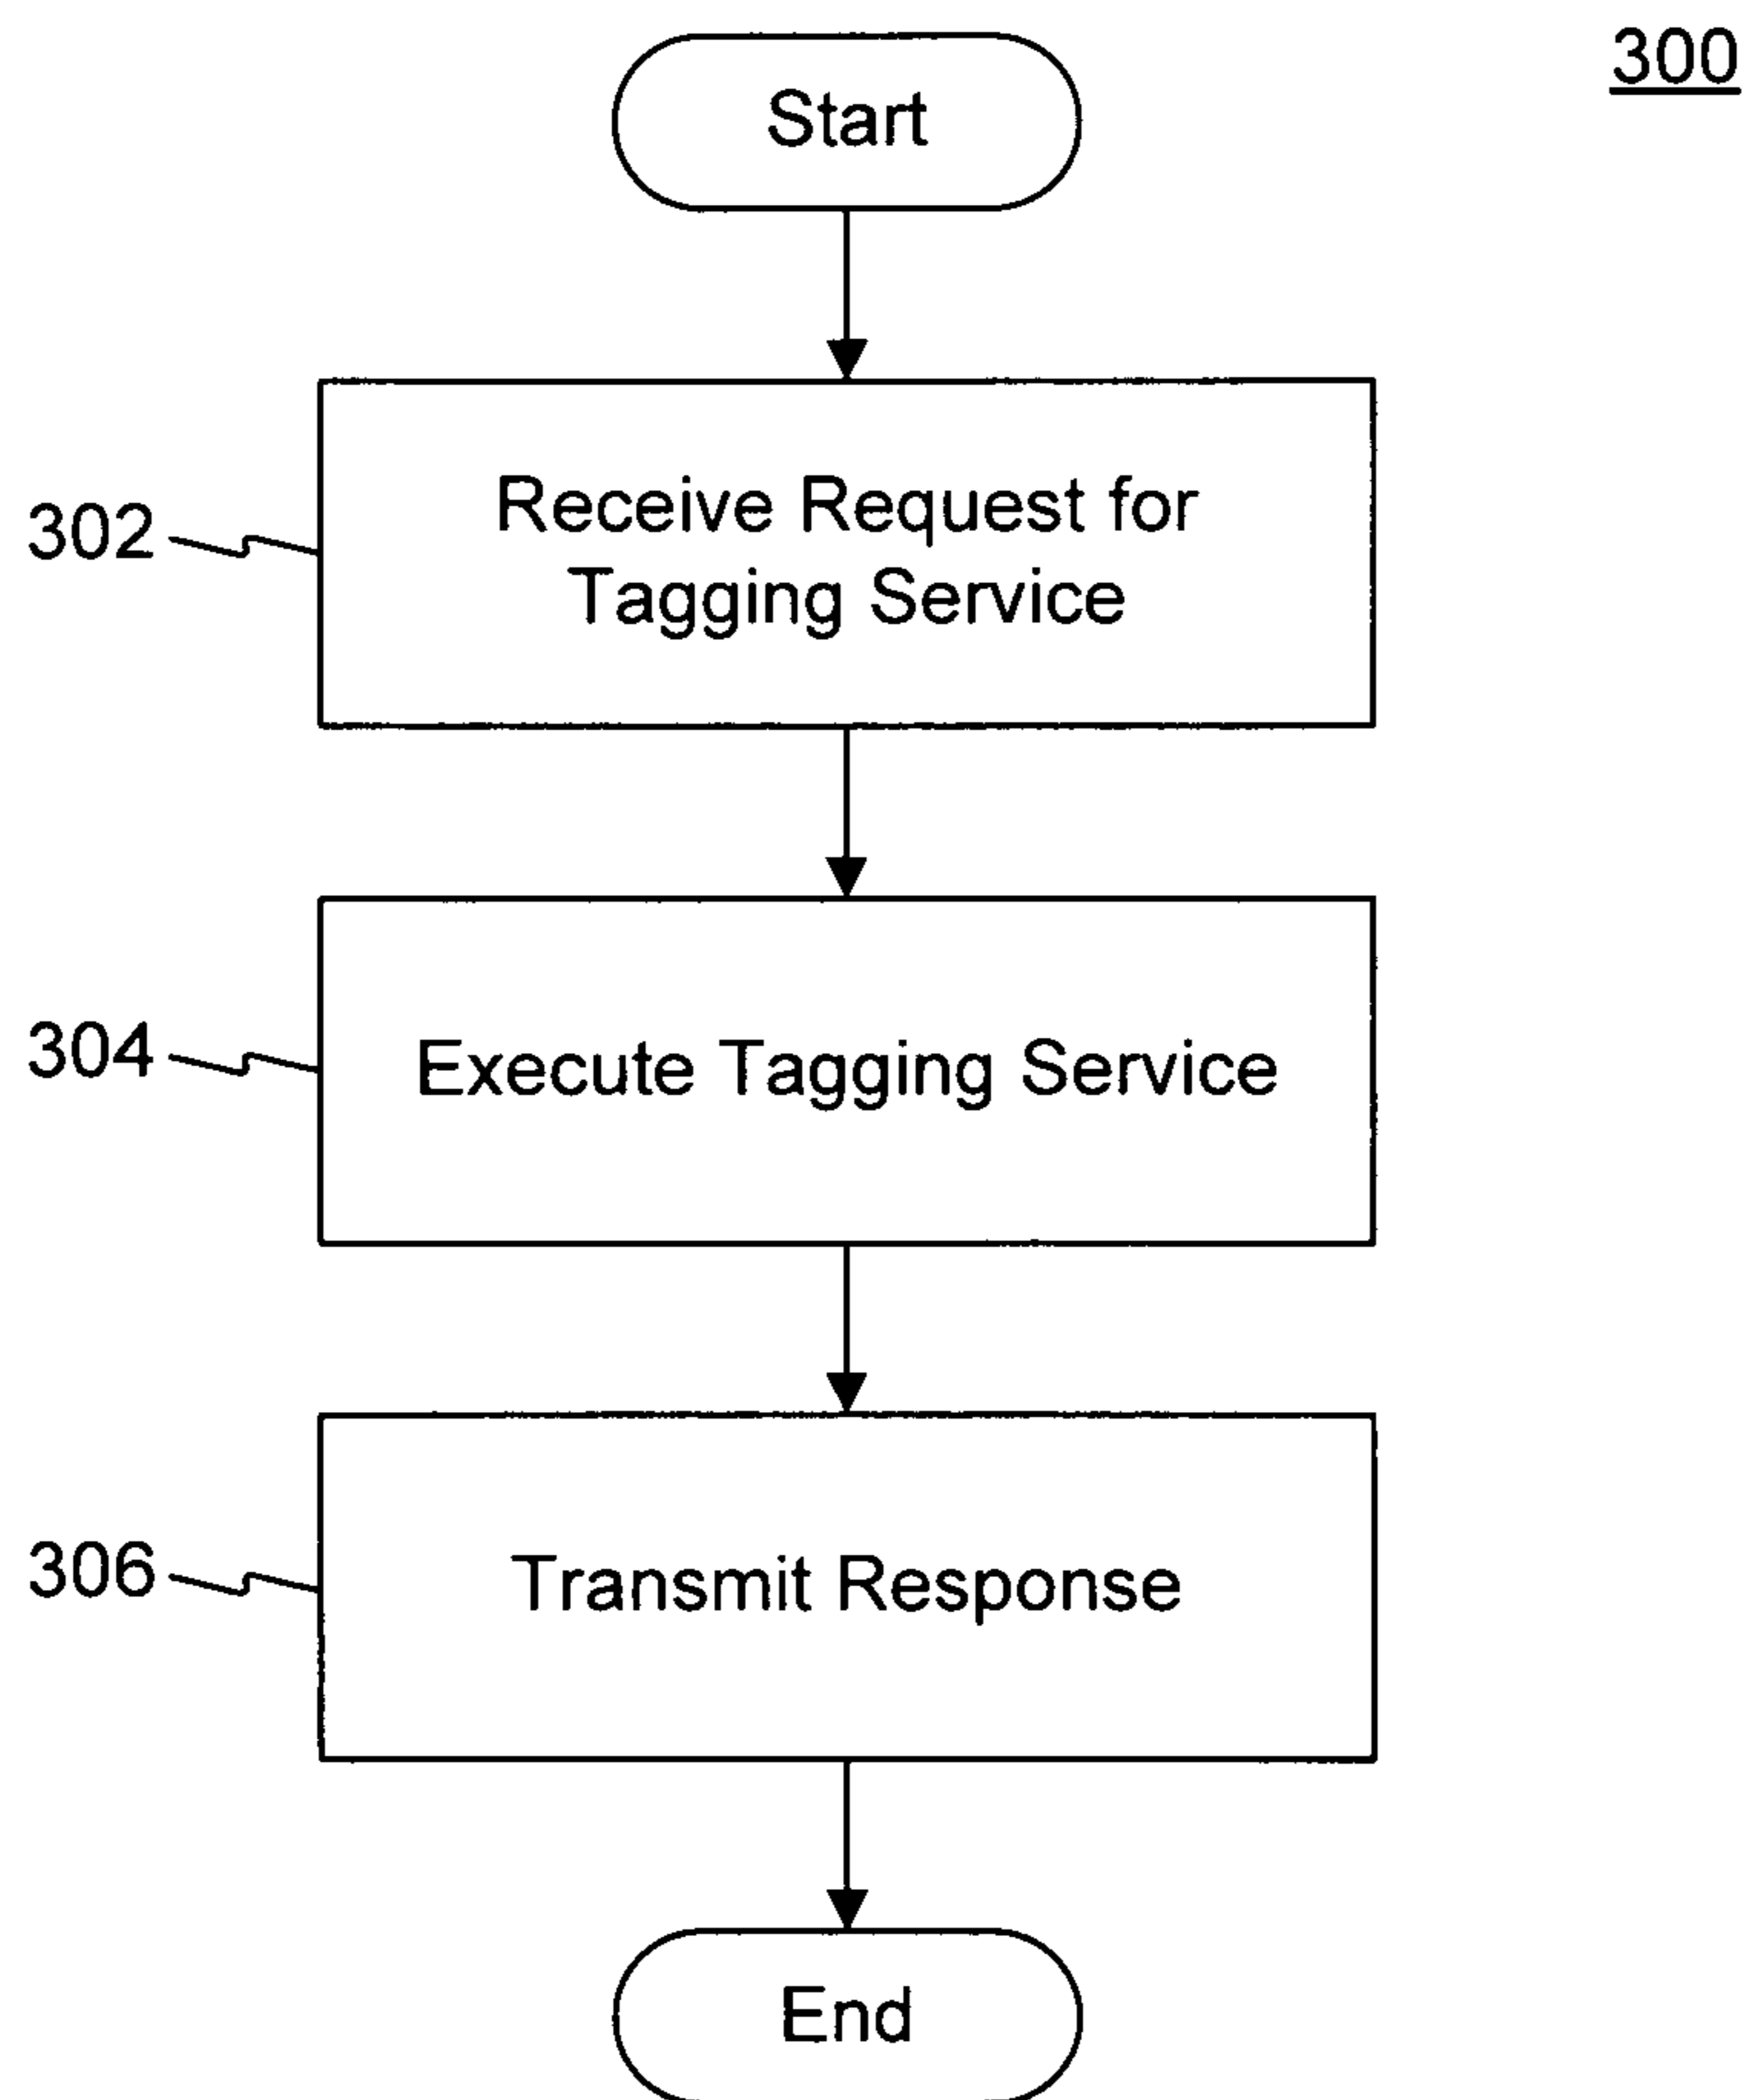 300
Start
302
Receive Request for
Tagging Service
304
Execute Tagging Service
306
Transmit Response
End